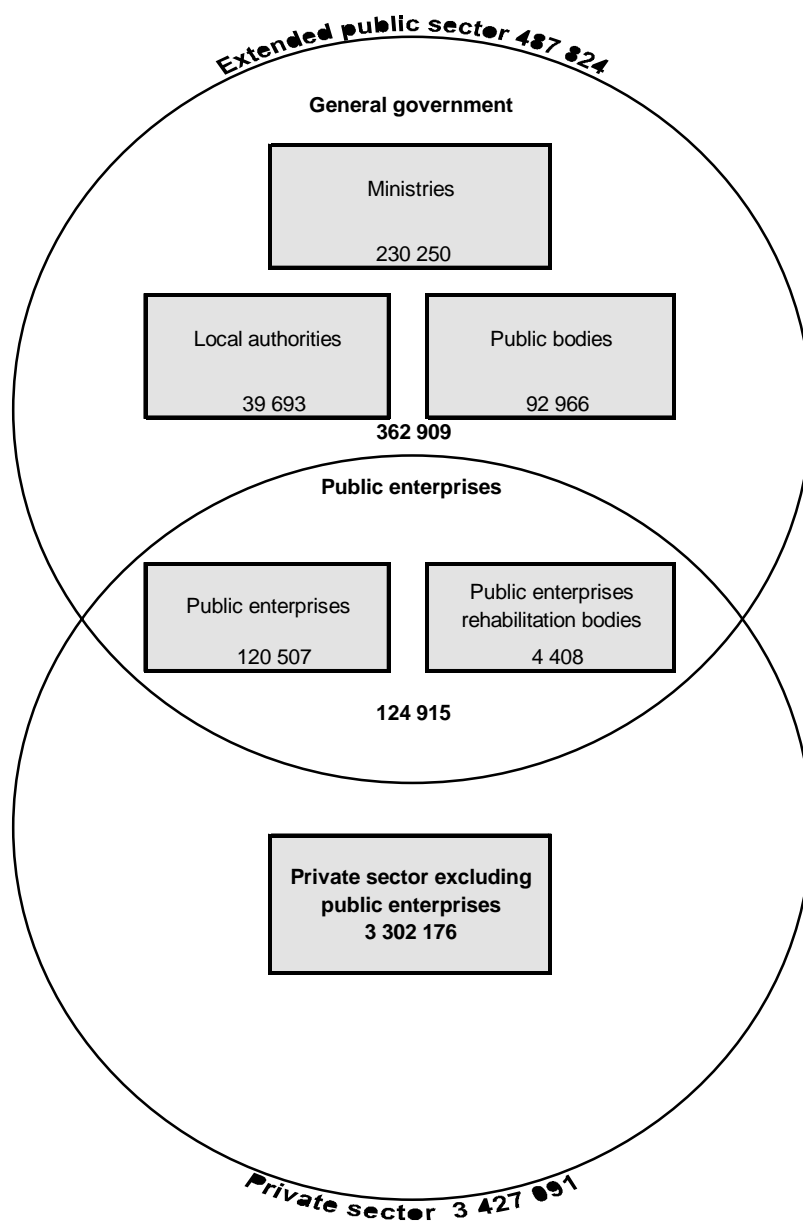 Extended public sector 487 824
General government
Ministries
230 250
Local authorities
39 693
Public bodies
92 966
362 909
Public enterprises
Public enterprises
120 507
Public enterprises
rehabilitation bodies
4 408
124 915
Private sector excluding
public enterprises
3 302 176
Private sector 3 427 091